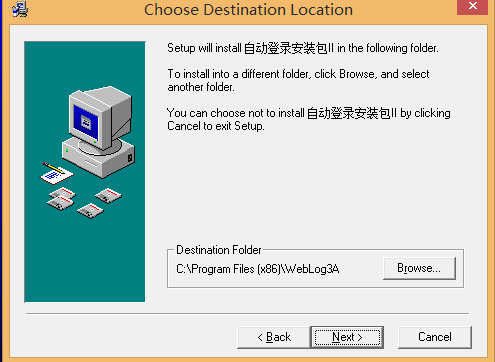 Choose Destination Location
Setup will install 自动登录安装包II in the following folder.
To install into a different folder, click Browse, and select
another folder.
You can choose not to install 自动登录安装包II by clicking
Cancel to exit Setup.
Destination Folder
C:\Program Files (x86)\WebLog3A
Browse...
< Back
Next >
Cancel